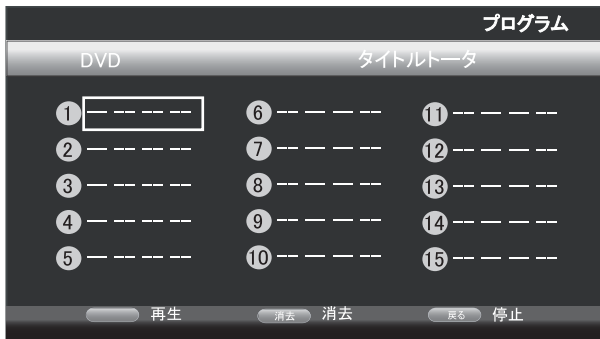 プログラム
DVD タイトルトータ
1 — -- — -- 6 -- — — -- 11 -- — — --
2 — -- — -- 7 -- — — -- 12 -- — — --
3 — -- — -- 8 -- — — -- 13 -- — — --
4 — -- — -- 9 -- — — -- 14 -- — — --
5 — -- — -- 10 -- — — -- 15 -- — — --
再生 消去 消去 戻る 停止